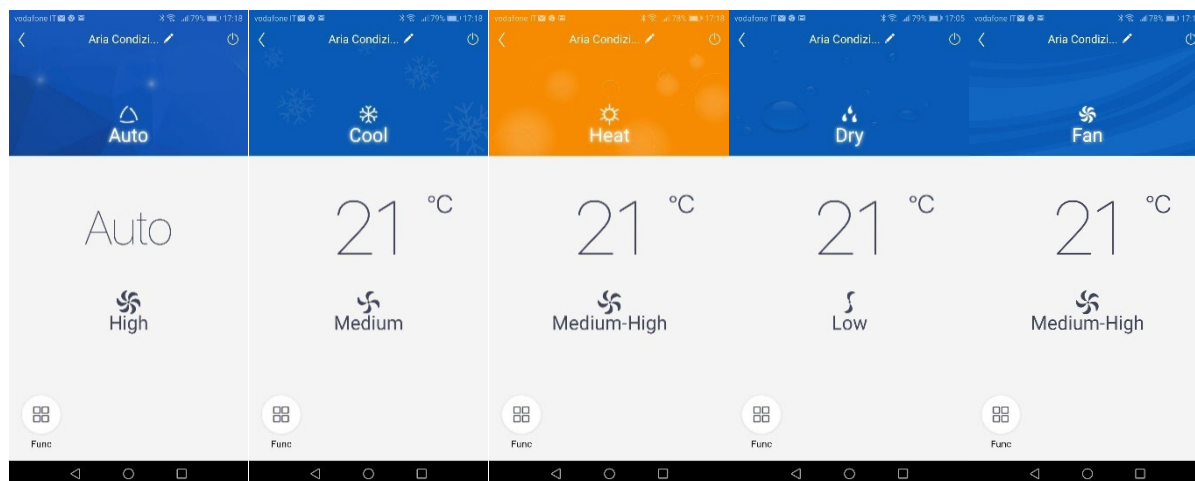 vodafone IT 79% 17:18
Aria Condizi...
Auto
Auto
High
Func
vodafone IT 79% 17:18
Aria Condizi...
Cool
21 °C
Medium
Func
vodafone IT 78% 17:18
Aria Condizi...
Heat
21 °C
Medium-High
Func
vodafone IT 79% 17:05
Aria Condizi...
Dry
21 °C
Low
Func
vodafone IT 78%
Aria Condizi...
Fan
21 °C
Medium-High
Func